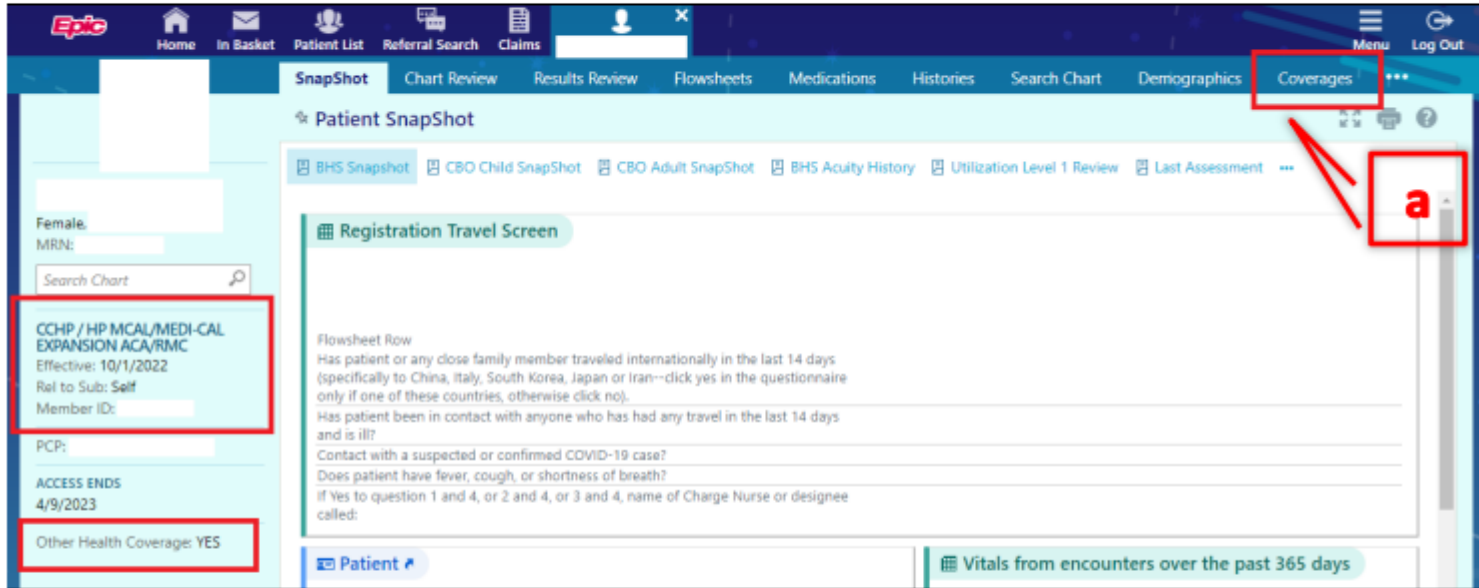 Epic
Home
In Basket
Patient List
Referral Search
Claims
Menu
Log Out
SnapShot
Chart Review
Results Review
Flowsheets
Medications
Histories
Search Chart
Demographics
Coverages
Patient SnapShot
BHS Snapshot
CBO Child SnapShot
CBO Adult SnapShot
BHS Acuity History
Utilization Level 1 Review
Last Assessment
a
Female,
MRN:
Search Chart
CCHP / HP MCAL/MEDI-CAL
EXPANSION ACA/RMC
Effective: 10/1/2022
Rel to Sub: Self
Member ID:
PCP:
ACCESS ENDS
4/9/2023
Other Health Coverage: YES
Registration Travel Screen
Flowsheet Row
Has patient or any close family member traveled internationally in the last 14 days
(specifically to China, Italy, South Korea, Japan or Iran--click yes in the questionnaire
only if one of these countries, otherwise click no).
Has patient been in contact with anyone who has had any travel in the last 14 days
and is ill?
Contact with a suspected or confirmed COVID-19 case?
Does patient have fever, cough, or shortness of breath?
If Yes to question 1 and 4, or 2 and 4, or 3 and 4, name of Charge Nurse or designee
called:
Patient
Vitals from encounters over the past 365 days